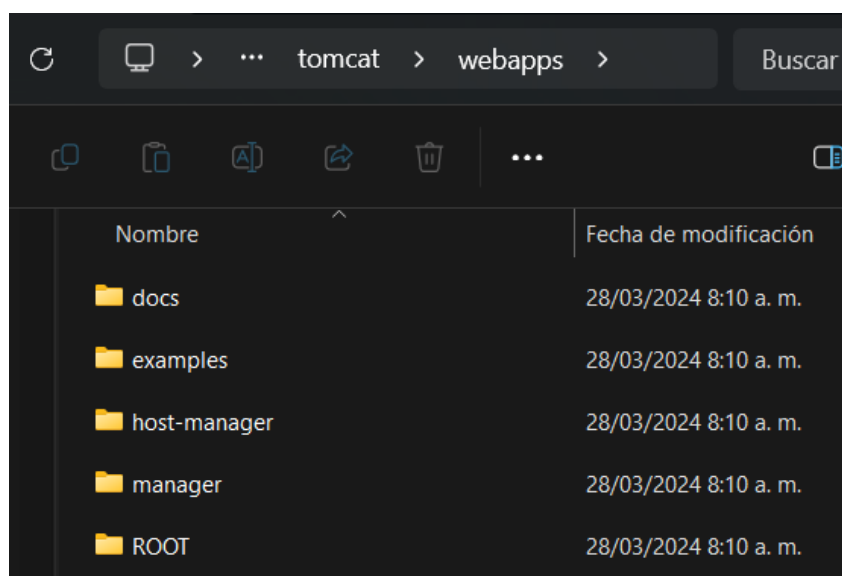 tomcat > webapps > Buscar
Nombre Fecha de modificación
docs 28/03/2024 8:10 a. m.
examples 28/03/2024 8:10 a. m.
host-manager 28/03/2024 8:10 a. m.
manager 28/03/2024 8:10 a. m.
ROOT 28/03/2024 8:10 a. m.